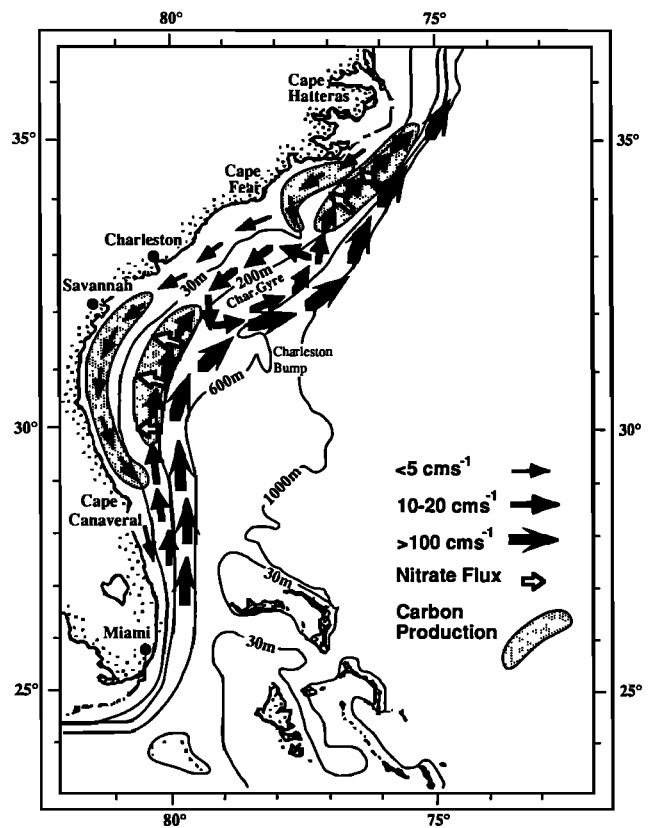 80°
75°
Cape
Hatteras
35°
35°
Cape
Fear
Charleston
Savannah
30m
200m
Char. Gyre
Charleston
Bump
600m
30°
30°
1000m
<5 cms⁻¹
10-20 cms⁻¹
>100 cms⁻¹
Nitrate Flux
Carbon
Production
Cape
Canaveral
30m
Miami
30m
25°
25°
80°
75°